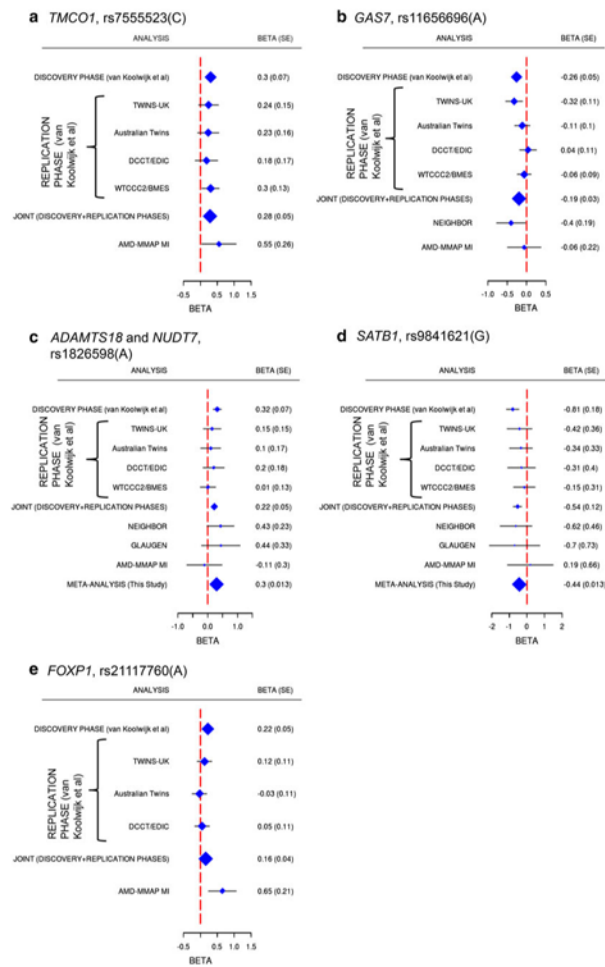 a TMCO1, rs7555523(C)
ANALYSIS BETA (SE)
DISCOVERY PHASE (van Koolwijk et al) 0.3 (0.07)
REPLICATION PHASE (van Koolwijk et al)
TWINS-UK 0.24 (0.15)
Australian Twins 0.23 (0.16)
DCCT/EDIC 0.18 (0.17)
WTCCC2/BMES 0.3 (0.13)
JOINT (DISCOVERY+REPLICATION PHASES) 0.28 (0.05)
AMD-MMAP MI 0.55 (0.26)
-0.5 0.0 0.5 1.0 1.5
BETA
b GAS7, rs11656696(A)
ANALYSIS BETA (SE)
DISCOVERY PHASE (van Koolwijk et al) -0.26 (0.05)
REPLICATION PHASE (van Koolwijk et al)
TWINS-UK -0.32 (0.11)
Australian Twins -0.11 (0.1)
DCCT/EDIC 0.04 (0.11)
WTCCC2/BMES -0.06 (0.09)
JOINT (DISCOVERY+REPLICATION PHASES) -0.19 (0.03)
NEIGHBOR -0.4 (0.19)
AMD-MMAP MI -0.06 (0.22)
-1.0 -0.5 0.0 0.5
BETA
c ADAMTS18 and NUDT7,
rs1826598(A)
ANALYSIS BETA (SE)
DISCOVERY PHASE (van Koolwijk et al) 0.32 (0.07)
REPLICATION PHASE (van Koolwijk et al)
TWINS-UK 0.15 (0.15)
Australian Twins 0.1 (0.17)
DCCT/EDIC 0.2 (0.18)
WTCCC2/BMES 0.01 (0.13)
JOINT (DISCOVERY+REPLICATION PHASES) 0.22 (0.05)
NEIGHBOR 0.43 (0.23)
GLAUGEN 0.44 (0.33)
AMD-MMAP MI -0.11 (0.3)
META-ANALYSIS (This Study) 0.3 (0.013)
-1.0 0.0 0.5 1.0
BETA
d SATB1, rs9841621(G)
ANALYSIS BETA (SE)
DISCOVERY PHASE (van Koolwijk et al) -0.81 (0.18)
REPLICATION PHASE (van Koolwijk et al)
TWINS-UK -0.42 (0.36)
Australian Twins -0.34 (0.33)
DCCT/EDIC -0.31 (0.4)
WTCCC2/BMES -0.15 (0.31)
JOINT (DISCOVERY+REPLICATION PHASES) -0.54 (0.12)
NEIGHBOR -0.62 (0.46)
GLAUGEN -0.7 (0.73)
AMD-MMAP MI 0.19 (0.66)
META-ANALYSIS (This Study) -0.44 (0.013)
-2 -1 0 1 2
BETA
e FOXP1, rs21117760(A)
ANALYSIS BETA (SE)
DISCOVERY PHASE (van Koolwijk et al) 0.22 (0.05)
REPLICATION PHASE (van Koolwijk et al)
TWINS-UK 0.12 (0.11)
Australian Twins -0.03 (0.11)
DCCT/EDIC 0.05 (0.11)
JOINT (DISCOVERY+REPLICATION PHASES) 0.16 (0.04)
AMD-MMAP MI 0.65 (0.21)
-0.5 0.0 0.5 1.0 1.5
BETA